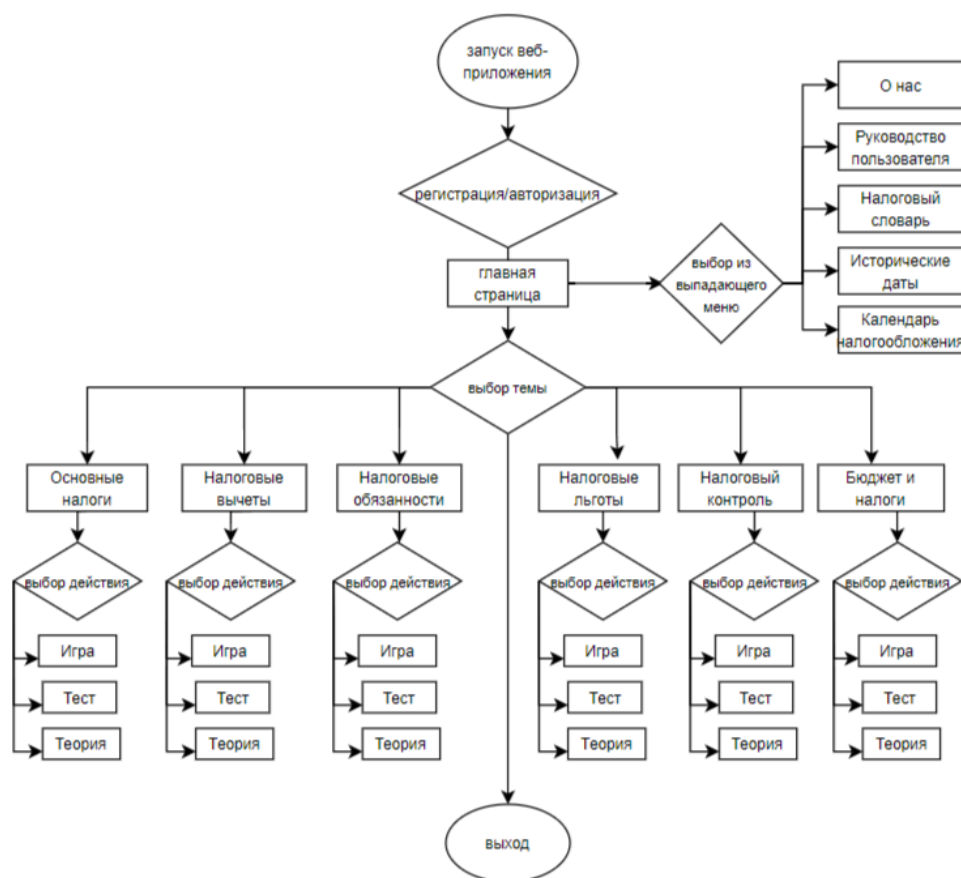 запуск веб-
приложения
О нас
Руководство
пользователя
регистрация/авторизация
Налоговый
словарь
главная
страница
выбор из
выпадающего
меню
Исторические
даты
Календарь
налогообложения
выбор темы
Основные
налоги
Налоговые
вычеты
Налоговые
обязанности
Налоговые
льготы
Налоговый
контроль
Бюджет и
налоги
выбор действия
выбор действия
выбор действия
выбор действия
выбор действия
выбор действия
Игра
Игра
Игра
Игра
Игра
Игра
Тест
Тест
Тест
Тест
Тест
Тест
Теория
Теория
Теория
Теория
Теория
Теория
выход